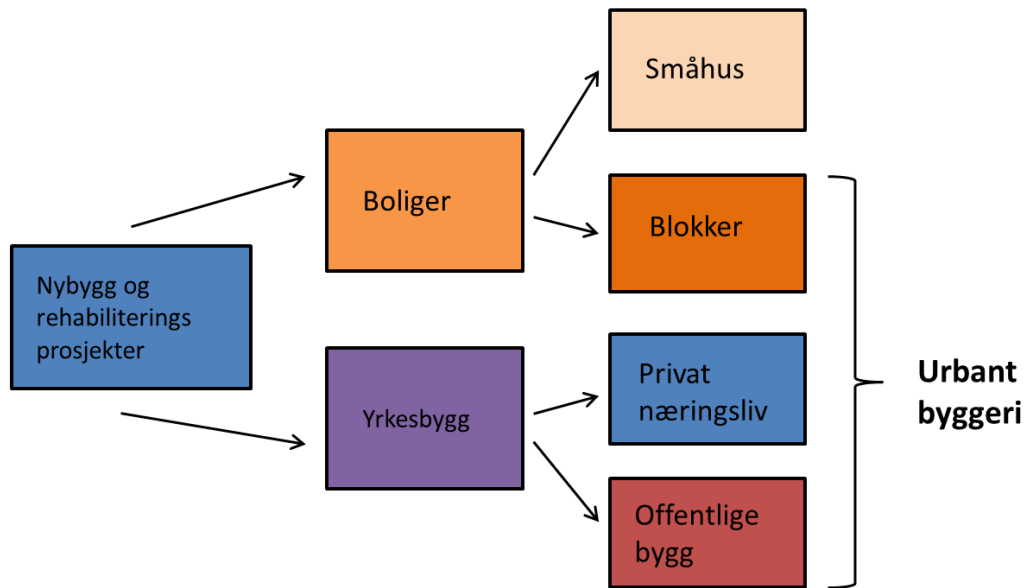 Småhus
Boliger
Blokker
Nybygg og
rehabiliterings
prosjekter
Privat
næringsliv
Urbant
byggeri
Yrkesbygg
Offentlige
bygg